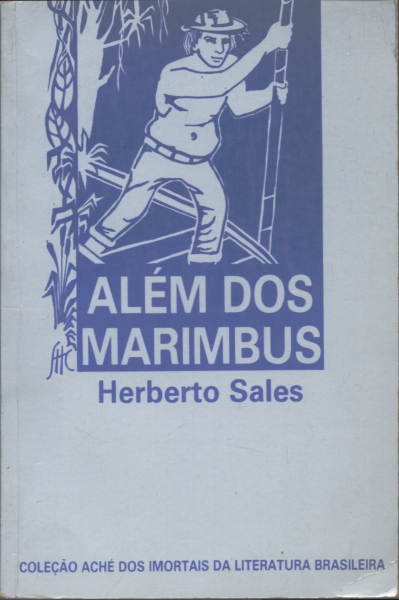 ALÉM DOS
MARIMBUS
Herberto Sales
COLEÇÃO ACHÉ DOS IMORTAIS DA LITERATURA BRASILEIRA